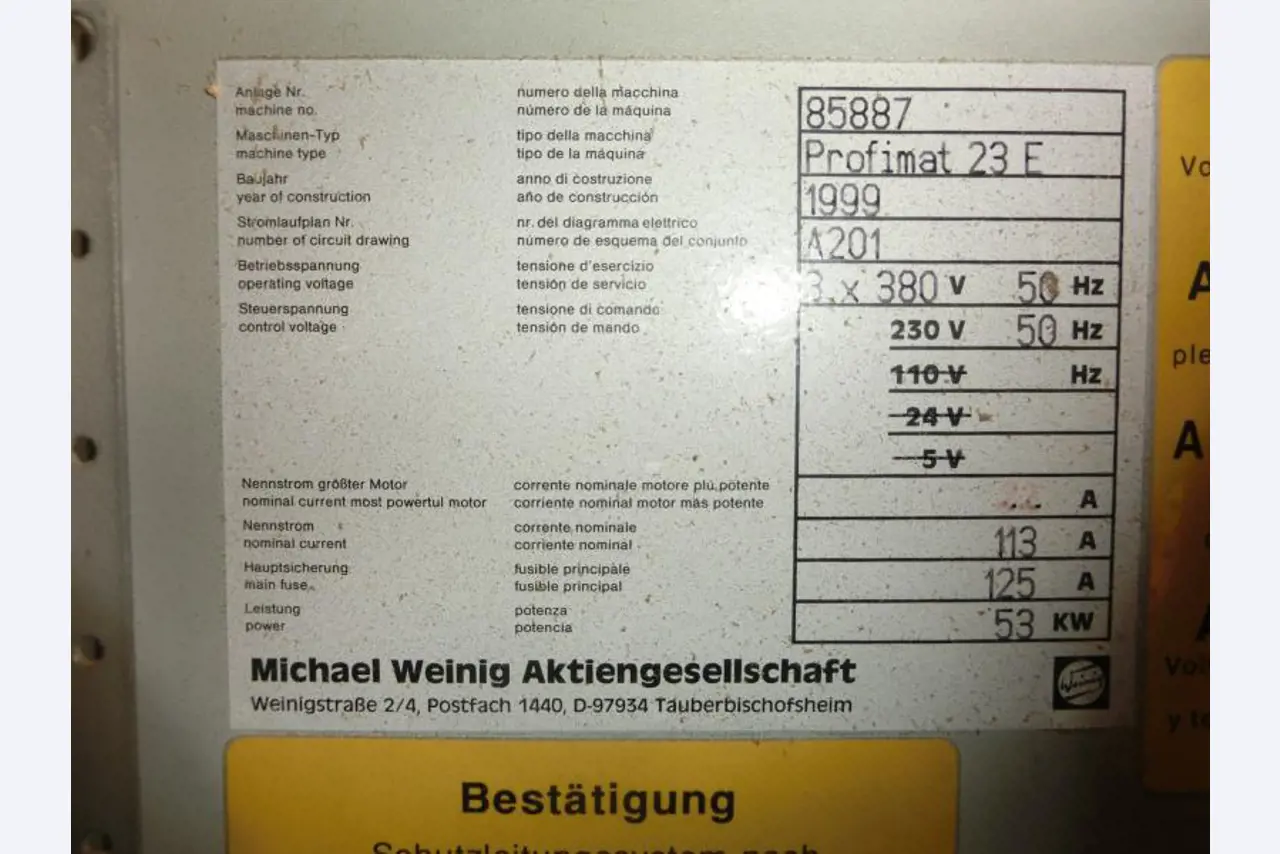 Anlage Nr. numero della macchina
machine no. número de la máquina 85887
Maschinen-Typ tipo della macchina
machine type tipo de la máquina Profimat 23 E
Baujahr anno di costruzione
year of construction año de construcción 1999
Stromlaufplan Nr. nr. del diagramma elettrico
number of circuit drawing número de esquema del conjunto A201
Betriebsspannung tensione d'esercizio
operating voltage tensión de servicio 3 x 380 V 50 Hz
Steuerspannung tensione di comando
control voltage tensión de mando 230 V 50 Hz
110 V Hz
24 V
5 V
Nennstrom größter Motor corrente nominale motore più potente
nominal current most powertul motor corriente nominal motor más potente A
Nennstrom corrente nominale
nominal current corriente nominal 113 A
Hauptsicherung fusibile principale
main fuse fusible principal 125 A
Leistung potenza
power potencia 53 KW
Michael Weinig Aktiengesellschaft
Weinigstraße 2/4, Postfach 1440, D-97934 Tauberbischofsheim
Weinig
Bestätigung
Schutzleitungssystem nach